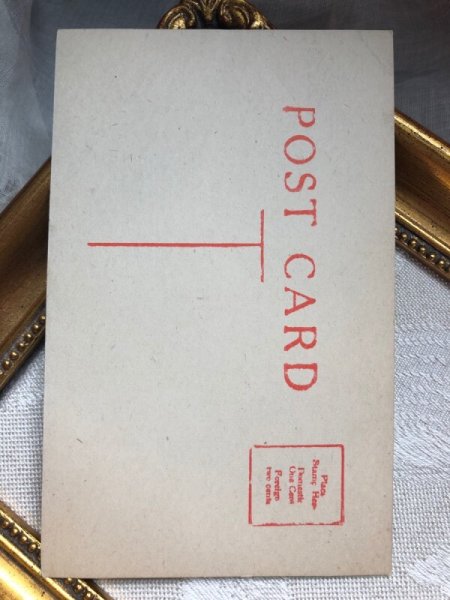 POST CARD
Place
Stamp Here
Domestic
One Cent
Foreign
two cents